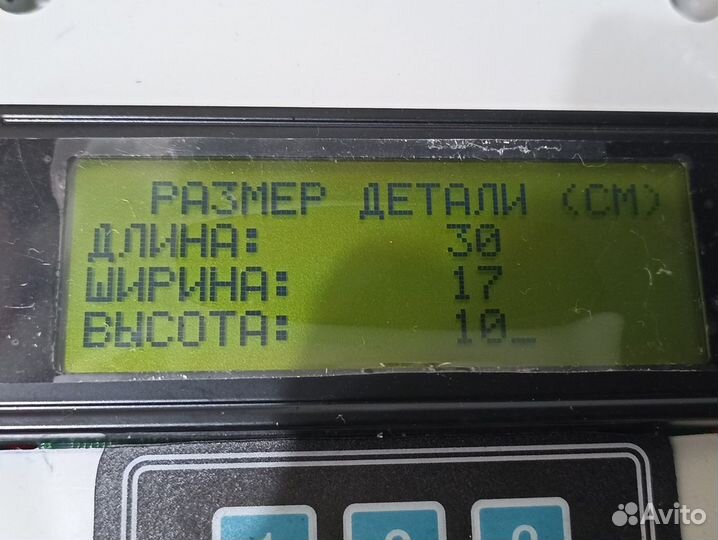 РАЗМЕР ДЕТАЛИ (СМ)
ДЛИНА: 30
ШИРИНА: 17
ВЫСОТА: 10_
Avito